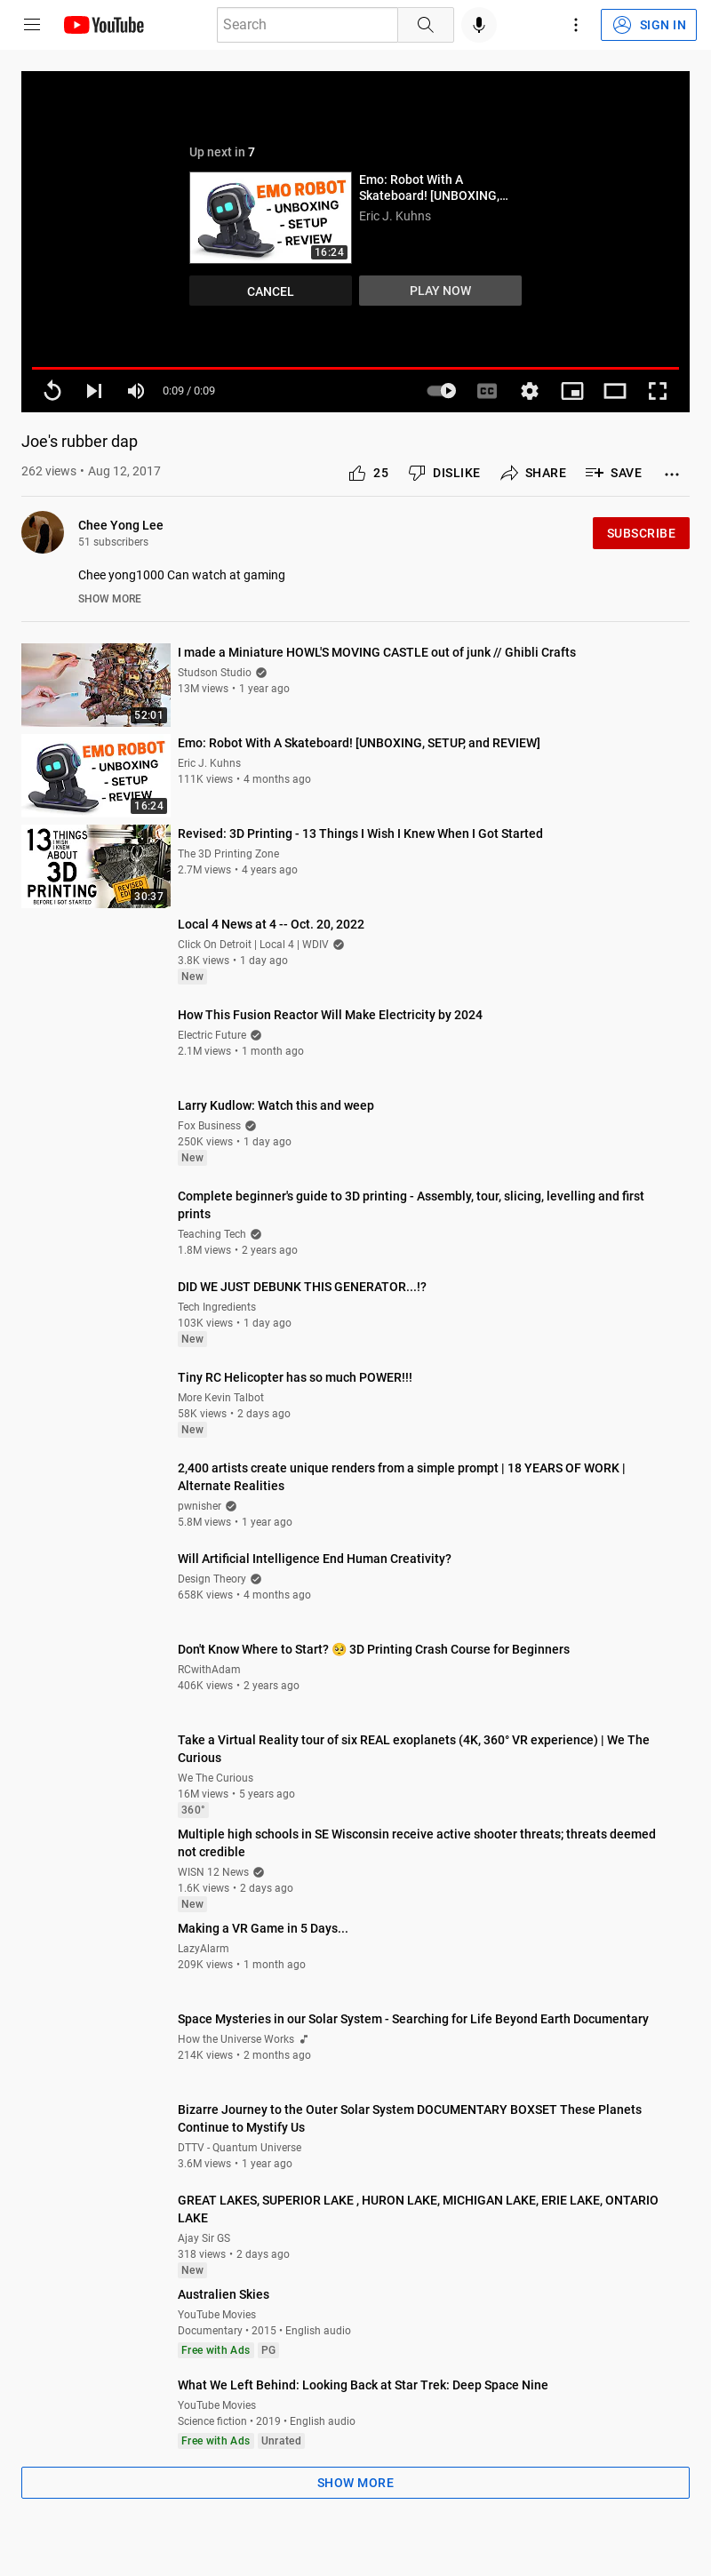 YouTube
Search
SIGN IN
Up next in 7
EMO ROBOT
- UNBOXING
- SETUP
- REVIEW
16:24
Emo: Robot With A
Skateboard! [UNBOXING,...
Eric J. Kuhns
CANCEL
PLAY NOW
0:09 / 0:09
CC
Joe's rubber dap
262 views • Aug 12, 2017
25
DISLIKE
SHARE
SAVE
Chee Yong Lee
51 subscribers
SUBSCRIBE
Chee yong1000 Can watch at gaming
SHOW MORE
52:01
I made a Miniature HOWL'S MOVING CASTLE out of junk // Ghibli Crafts
Studson Studio
13M views • 1 year ago
EMO ROBOT
- UNBOXING
- SETUP
- REVIEW
16:24
Emo: Robot With A Skateboard! [UNBOXING, SETUP, and REVIEW]
Eric J. Kuhns
111K views • 4 months ago
13 THINGS
I WISH I
KNEW
ABOUT
3D
PRINTING
BEFORE I GOT STARTED
REVISED
30:37
Revised: 3D Printing - 13 Things I Wish I Knew When I Got Started
The 3D Printing Zone
2.7M views • 4 years ago
Local 4 News at 4 -- Oct. 20, 2022
Click On Detroit | Local 4 | WDIV
3.8K views • 1 day ago
New
How This Fusion Reactor Will Make Electricity by 2024
Electric Future
2.1M views • 1 month ago
Larry Kudlow: Watch this and weep
Fox Business
250K views • 1 day ago
New
Complete beginner's guide to 3D printing - Assembly, tour, slicing, levelling and first
prints
Teaching Tech
1.8M views • 2 years ago
DID WE JUST DEBUNK THIS GENERATOR...!?
Tech Ingredients
103K views • 1 day ago
New
Tiny RC Helicopter has so much POWER!!!
More Kevin Talbot
58K views • 2 days ago
New
2,400 artists create unique renders from a simple prompt | 18 YEARS OF WORK |
Alternate Realities
pwnisher
5.8M views • 1 year ago
Will Artificial Intelligence End Human Creativity?
Design Theory
658K views • 4 months ago
Don't Know Where to Start? 🥺 3D Printing Crash Course for Beginners
RCwithAdam
406K views • 2 years ago
Take a Virtual Reality tour of six REAL exoplanets (4K, 360° VR experience) | We The
Curious
We The Curious
16M views • 5 years ago
360°
Multiple high schools in SE Wisconsin receive active shooter threats; threats deemed
not credible
WISN 12 News
1.6K views • 2 days ago
New
Making a VR Game in 5 Days...
LazyAlarm
209K views • 1 month ago
Space Mysteries in our Solar System - Searching for Life Beyond Earth Documentary
How the Universe Works
214K views • 2 months ago
Bizarre Journey to the Outer Solar System DOCUMENTARY BOXSET These Planets
Continue to Mystify Us
DTTV - Quantum Universe
3.6M views • 1 year ago
GREAT LAKES, SUPERIOR LAKE , HURON LAKE, MICHIGAN LAKE, ERIE LAKE, ONTARIO
LAKE
Ajay Sir GS
318 views • 2 days ago
New
Australien Skies
YouTube Movies
Documentary • 2015 • English audio
Free with Ads PG
What We Left Behind: Looking Back at Star Trek: Deep Space Nine
YouTube Movies
Science fiction • 2019 • English audio
Free with Ads Unrated
SHOW MORE